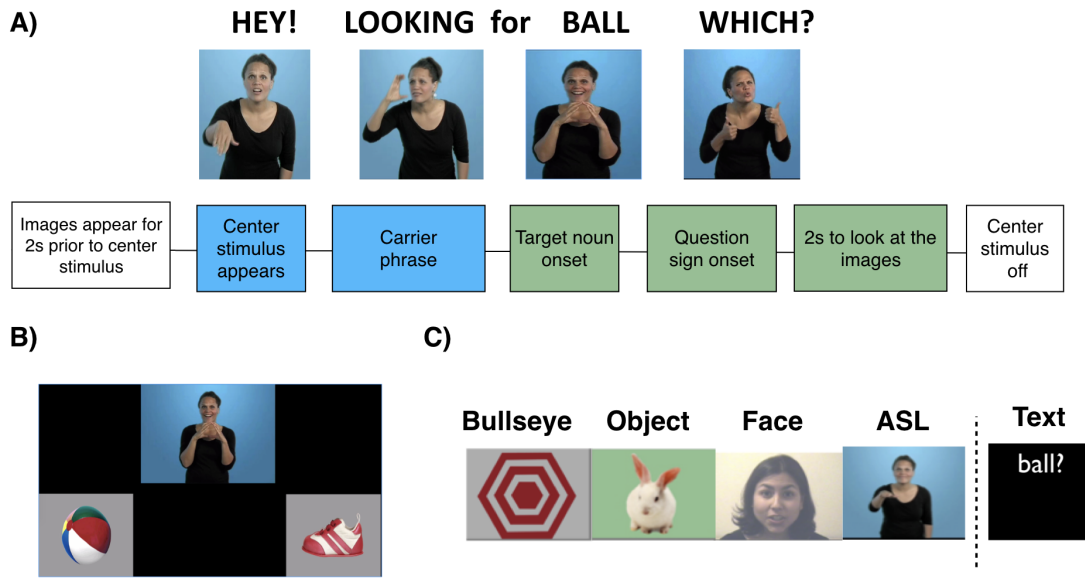 A)
HEY! LOOKING for BALL WHICH?
Images appear for
2s prior to center
stimulus
Center
stimulus
appears
Carrier
phrase
Target noun
onset
Question
sign onset
2s to look at the
images
Center
stimulus
off
B)
C)
Bullseye Object Face ASL Text
ball?